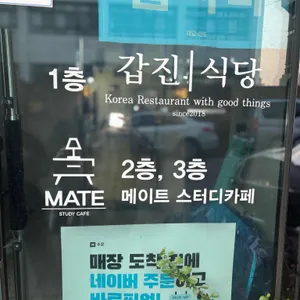 1층
갑진 식당
Korea Restaurant with good things
since2018
MATE
STUDY CAFE
2층, 3층
메이트 스터디카페
매장 도착 전에
네이버 주문하고